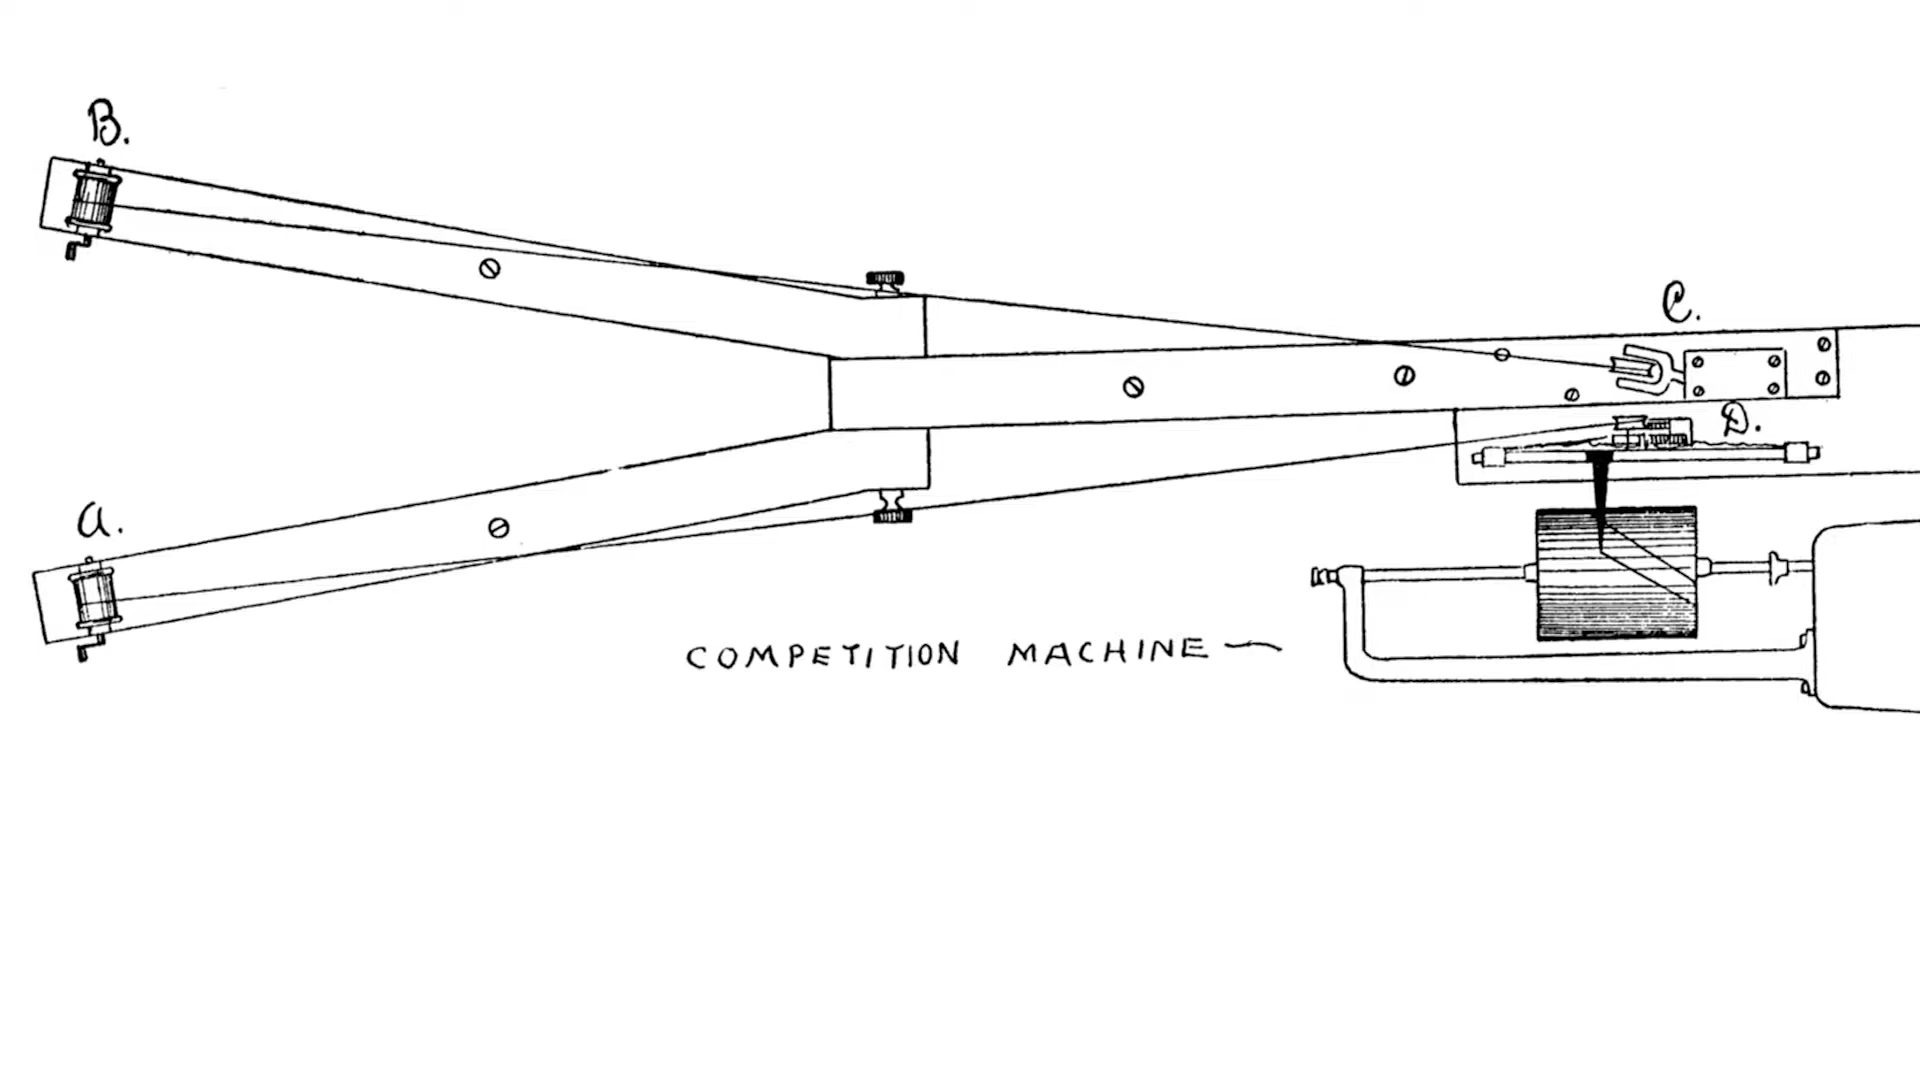 B.
C.
D.
a.
COMPETITION MACHINE —